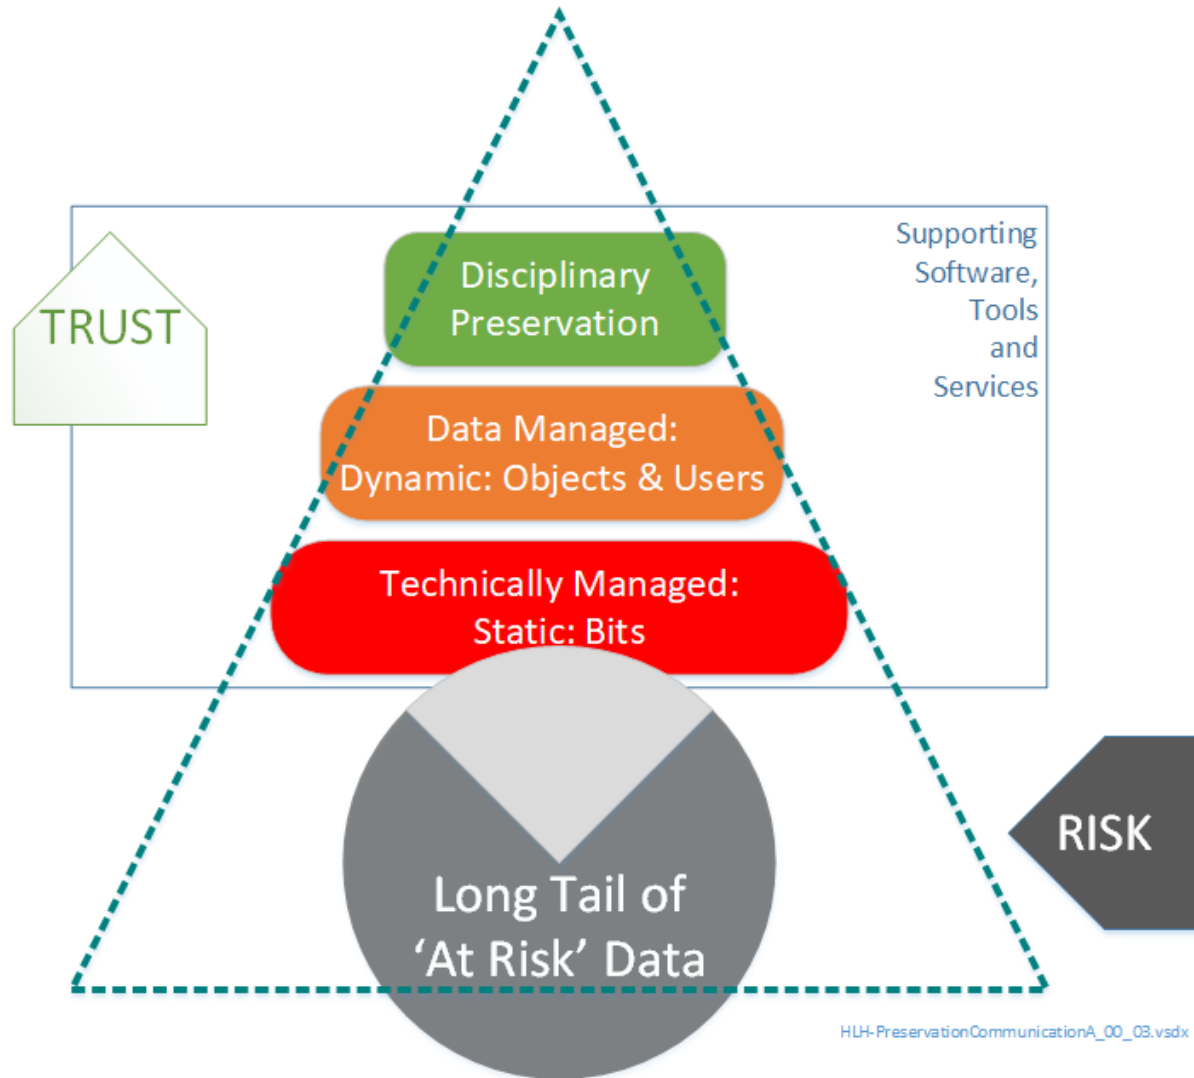 Supporting
Software,
Tools
and
Services
TRUST
Disciplinary
Preservation
Data Managed:
Dynamic: Objects & Users
Technically Managed:
Static: Bits
RISK
Long Tail of
‘At Risk’ Data
HLH-PreservationCommunicationA_00_03.vsdx